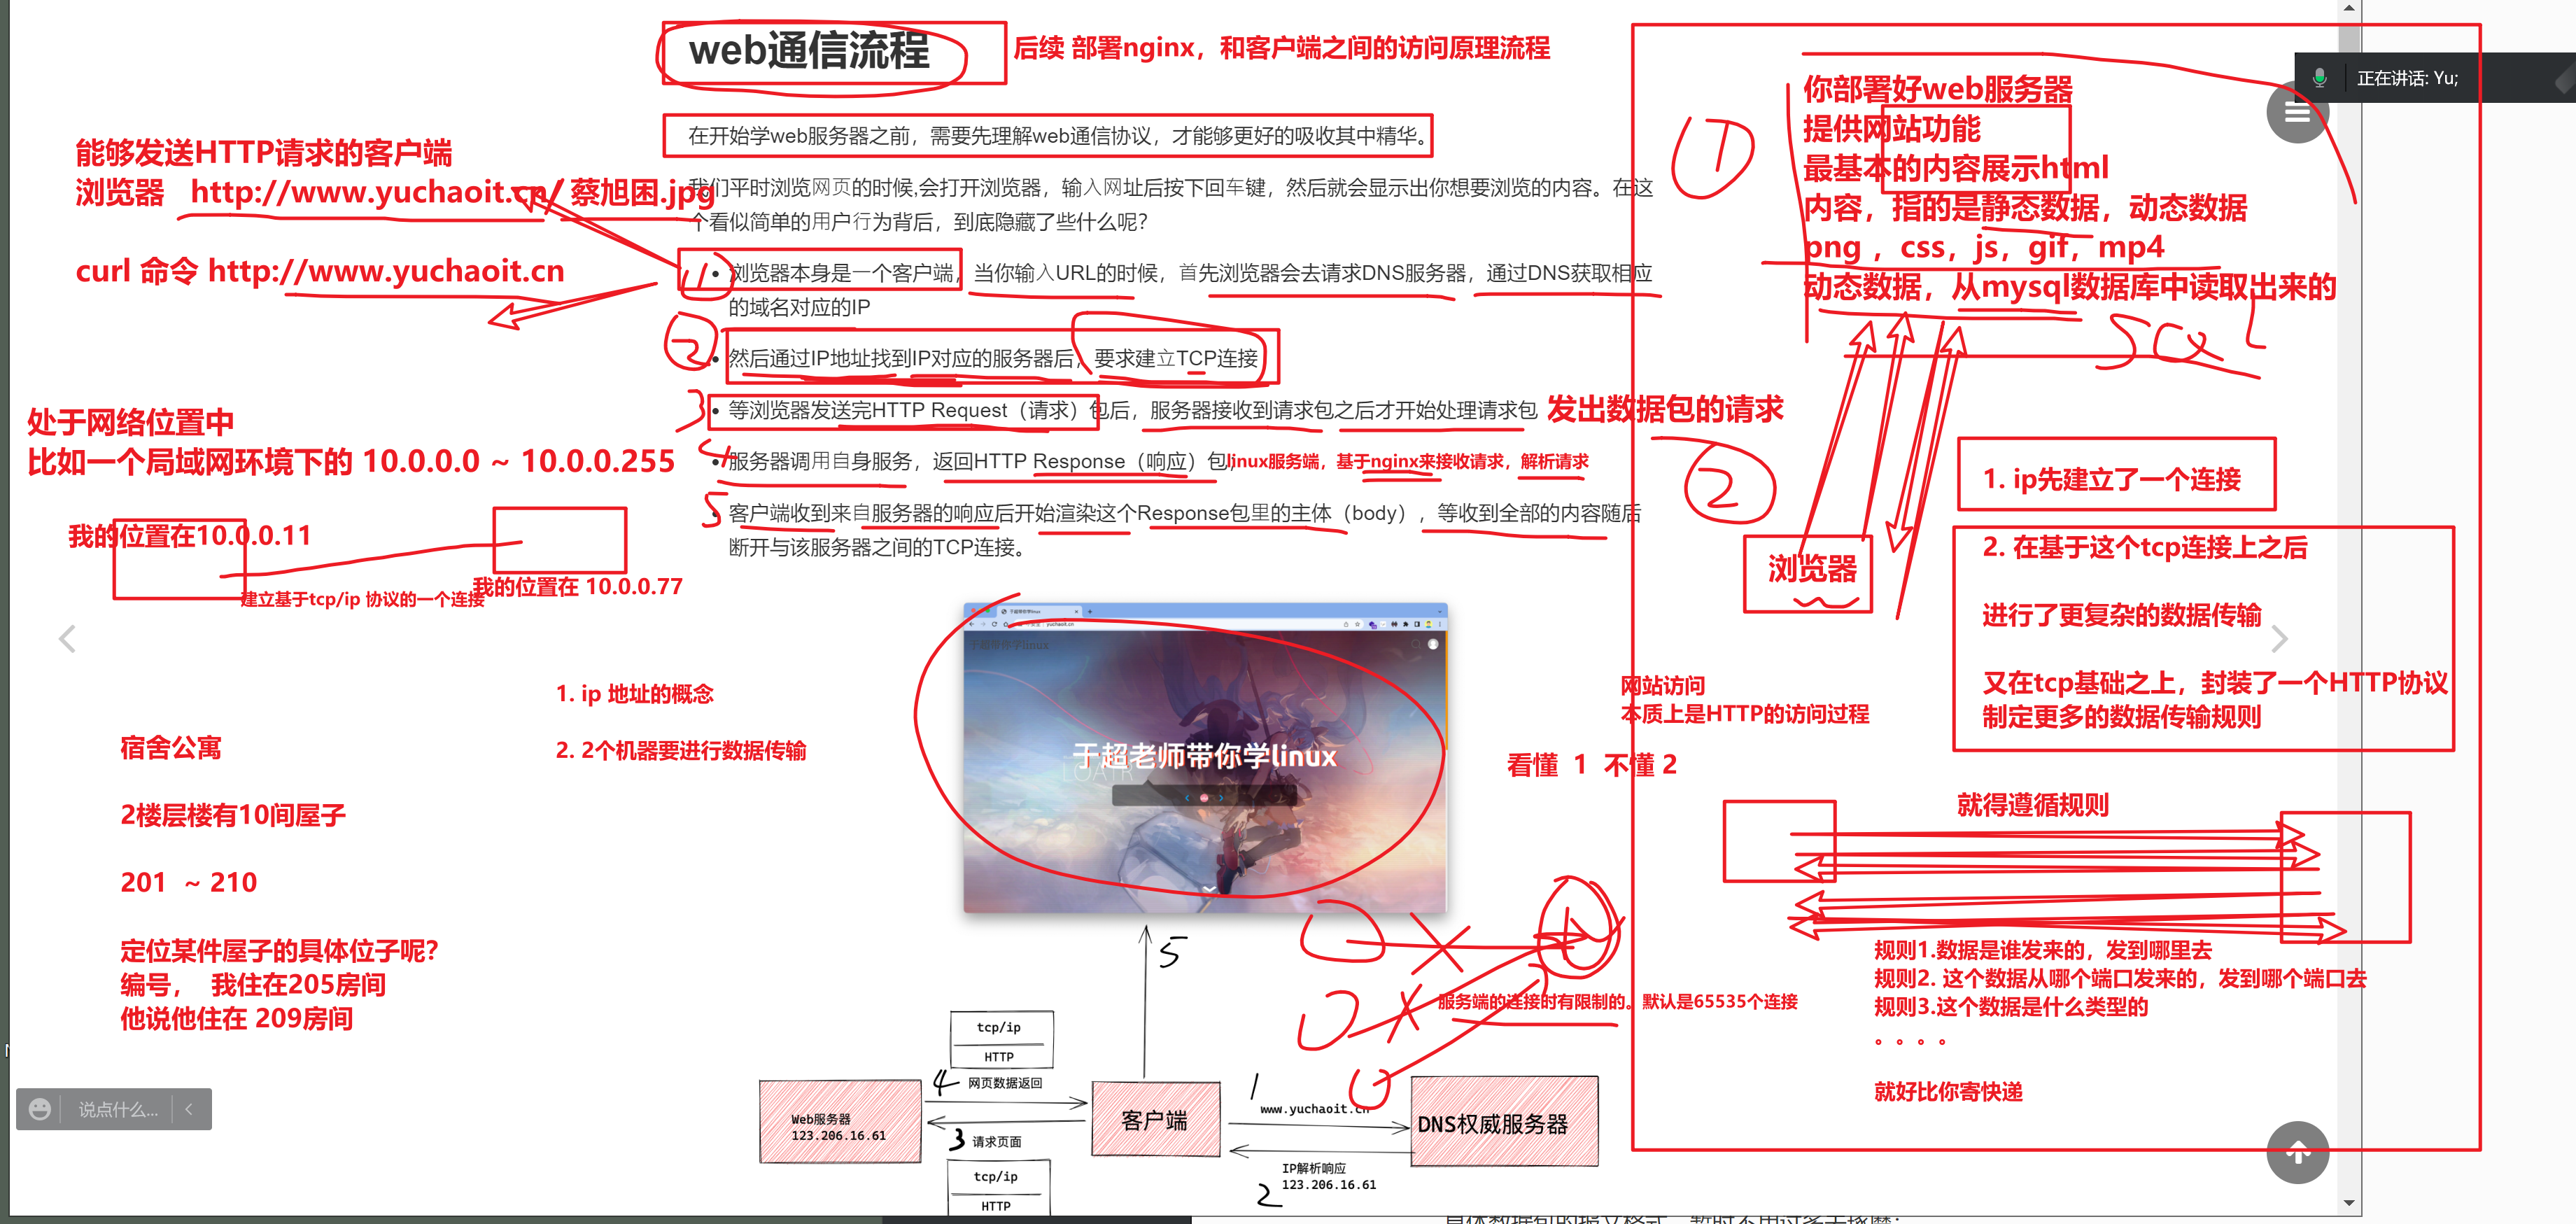 web通信流程
后续 部署nginx，和客户端之间的访问原理流程
正在讲话: Yu;
在开始学web服务器之前，需要先理解web通信协议，才能够更好的吸收其中精华。
能够发送HTTP请求的客户端
浏览器 http://www.yuchaoit.cn/ 蔡旭困.jpg
curl 命令 http://www.yuchaoit.cn
我们平时浏览网页的时候,会打开浏览器，输入网址后按下回车键，然后就会显示出你想要浏览的内容。在这
个看似简单的用户行为背后，到底隐藏了些什么呢？
1
浏览器本身是一个客户端，当你输入URL的时候，首先浏览器会去请求DNS服务器，通过DNS获取相应
的域名对应的IP
2
然后通过IP地址找到IP对应的服务器后，要求建立TCP连接
3
等浏览器发送完HTTP Request（请求）包后，服务器接收到请求包之后才开始处理请求包
发出数据包的请求
4
服务器调用自身服务，返回HTTP Response（响应）包
linux服务端，基于nginx来接收请求，解析请求
5
客户端收到来自服务器的响应后开始渲染这个Response包里的主体（body），等收到全部的内容随后
断开与该服务器之间的TCP连接。
处于网络位置中
比如一个局域网环境下的 10.0.0.0 ~ 10.0.0.255
我的位置在10.0.0.11
我的位置在 10.0.0.77
建立基于tcp/ip 协议的一个连接
1. ip 地址的概念
2. 2个机器要进行数据传输
宿舍公寓
2楼层楼有10间屋子
201 ~ 210
定位某件屋子的具体位子呢？
编号， 我住在205房间
他说他住在 209房间
说点什么...
1
你部署好web服务器
提供网站功能
最基本的内容展示html
内容，指的是静态数据，动态数据
png ，css，js，gif，mp4
动态数据，从mysql数据库中读取出来的
SQL
2
浏览器
1. ip先建立了一个连接
2. 在基于这个tcp连接上之后
进行了更复杂的数据传输
又在tcp基础之上，封装了一个HTTP协议
制定更多的数据传输规则
网站访问
本质上是HTTP的访问过程
看懂 1 不懂 2
就得遵循规则
规则1.数据是谁发来的，发到哪里去
规则2. 这个数据从哪个端口发来的，发到哪个端口去
规则3.这个数据是什么类型的
。。。。
就好比你寄快递
于超带你学linux
yuchaoit.cn
于超带你学linux
于超老师带你学linux
服务端的连接时有限制的。默认是65535个连接
5
tcp/ip
HTTP
4
网页数据返回
Web服务器
123.206.16.61
3
请求页面
tcp/ip
HTTP
客户端
1
www.yuchaoit.cn
DNS权威服务器
IP解析响应
123.206.16.61
2